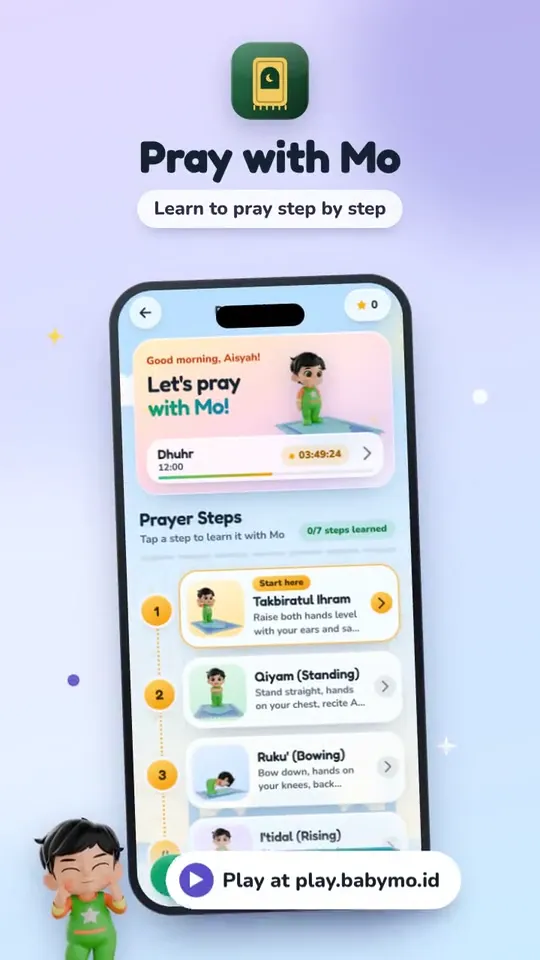 Pray with Mo
Learn to pray step by step
0
Good morning, Aisyah!
Let's pray
with Mo!
Dhuhr
12:00
03:49:24
Prayer Steps
Tap a step to learn it with Mo
0/7 steps learned
1
Start here
Takbiratul Ihram
Raise both hands level
with your ears and sa...
2
Qiyam (Standing)
Stand straight, hands
on your chest, recite A...
3
Ruku' (Bowing)
Bow down, hands on
your knees, back...
I'tidal (Rising)
Play at play.babymo.id